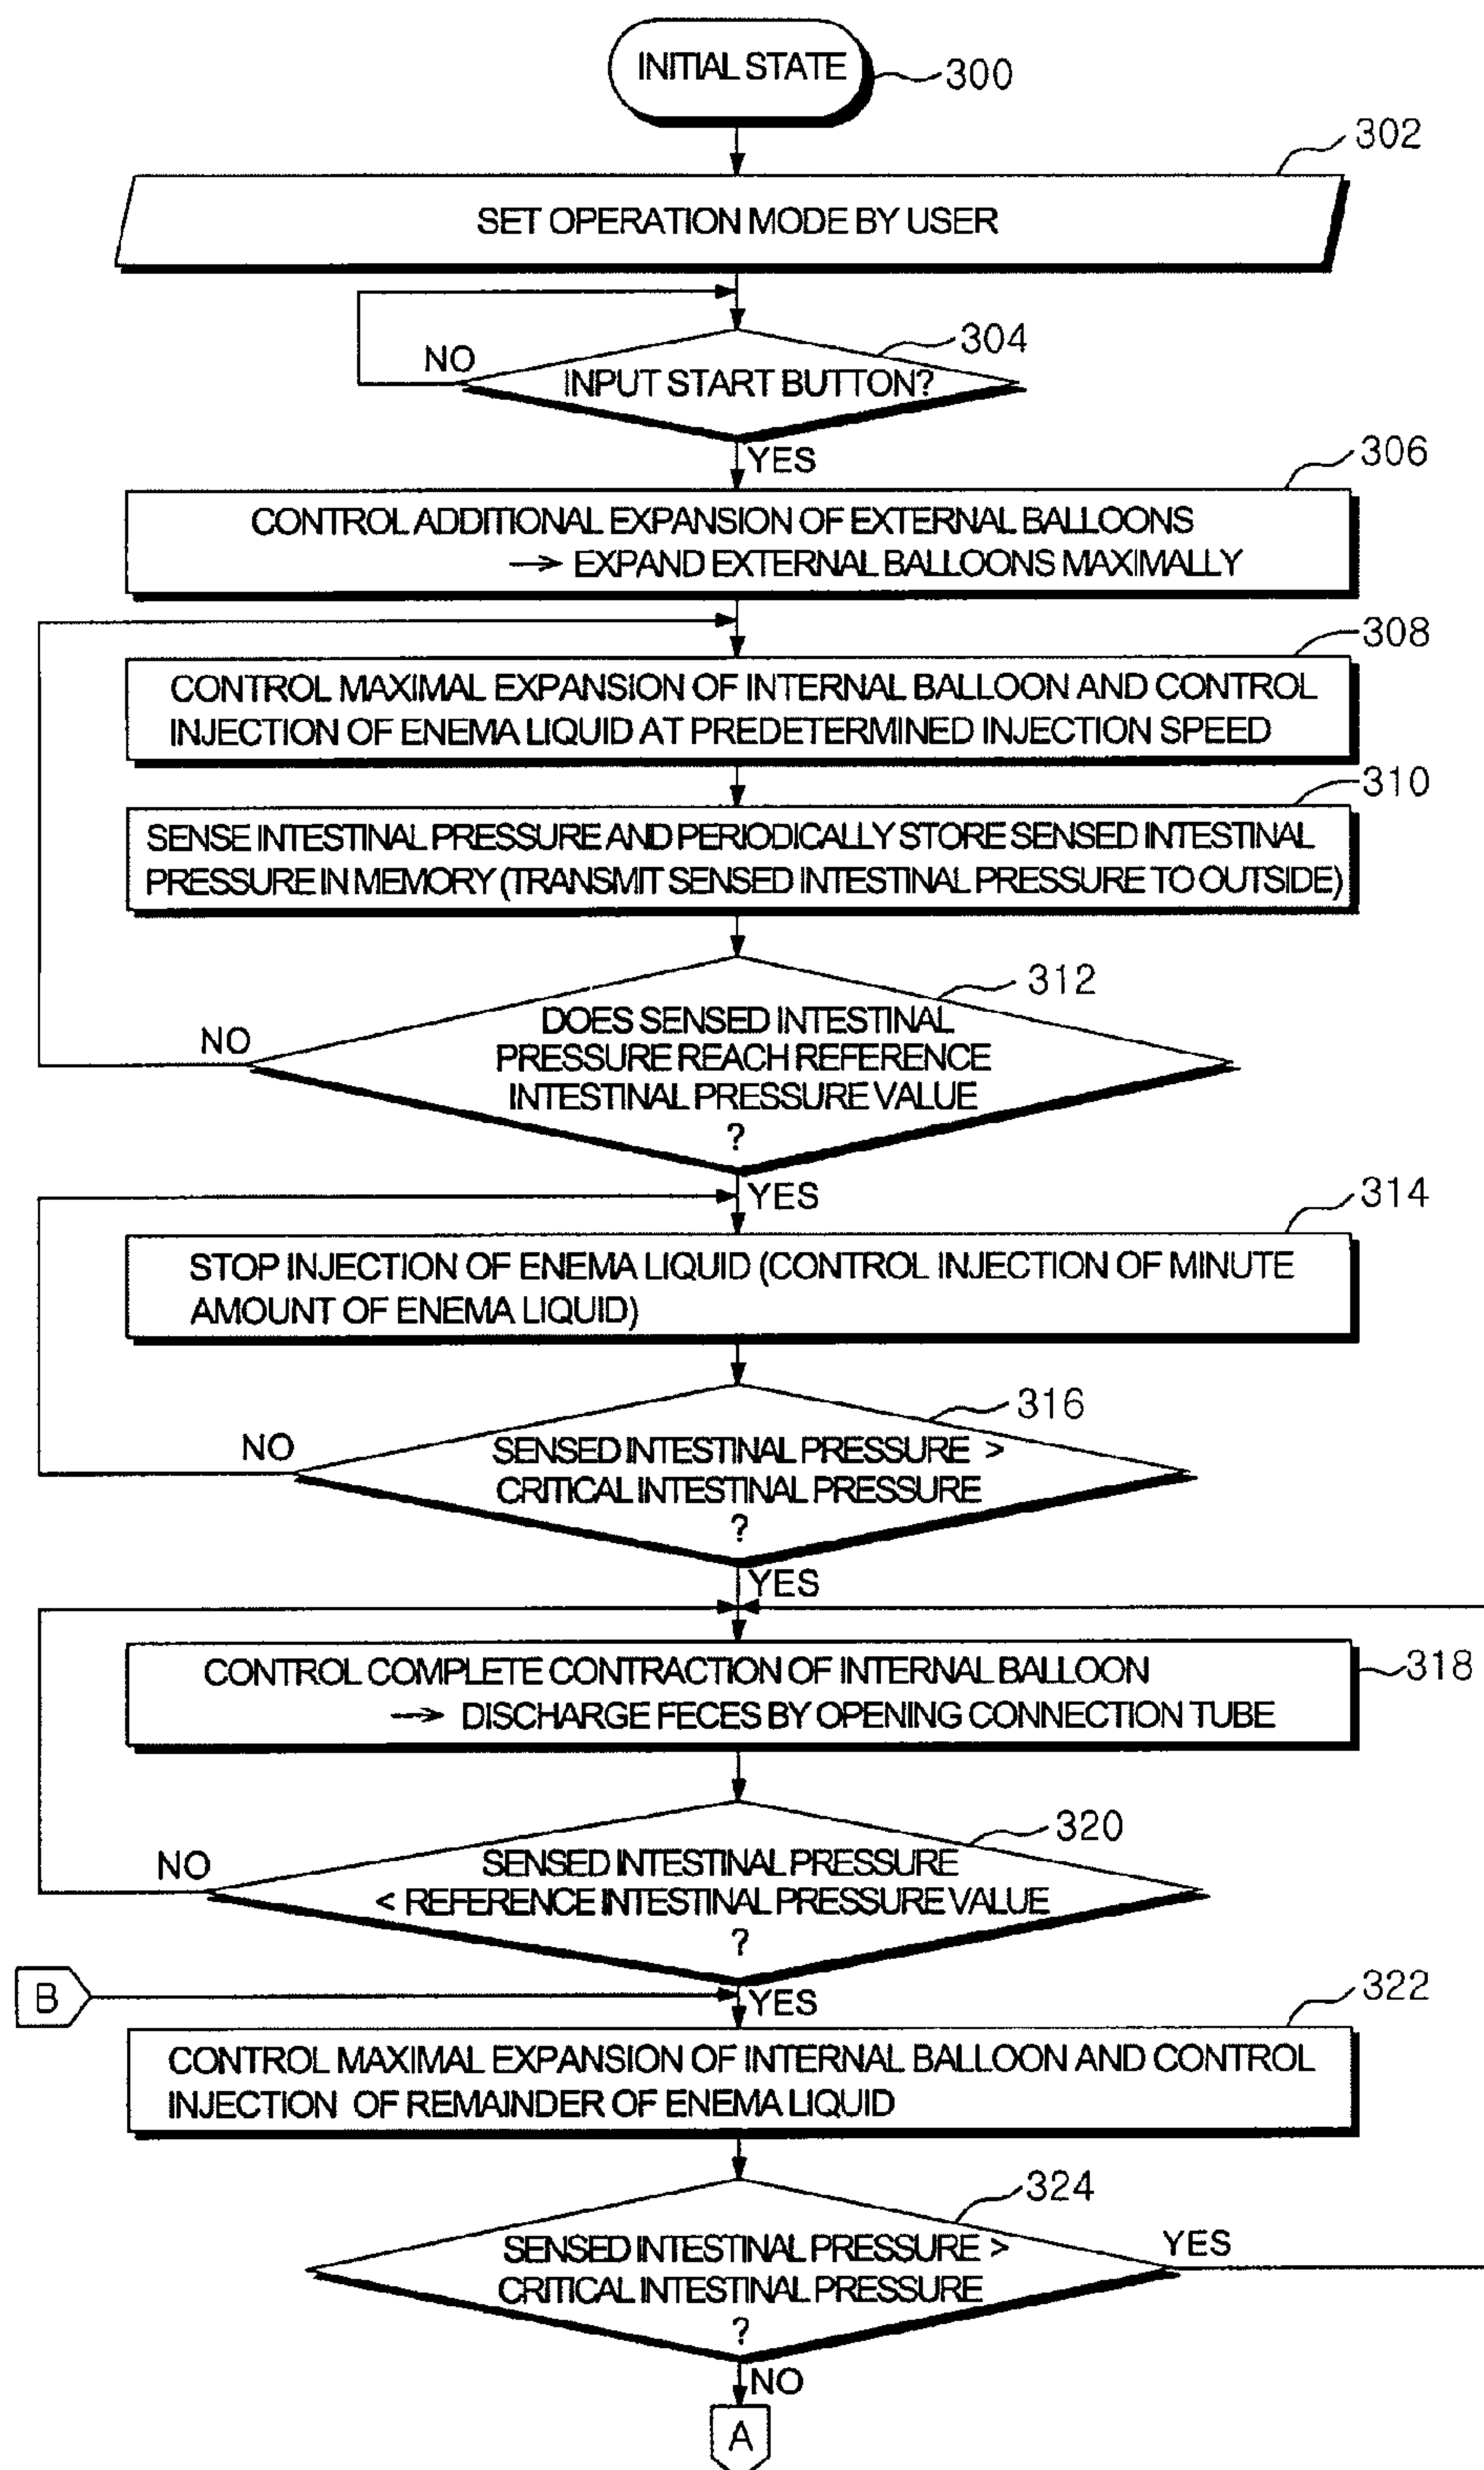 INITIAL STATE
300
302
SET OPERATION MODE BY USER
304
NO
INPUT START BUTTON?
YES
306
CONTROL ADDITIONAL EXPANSION OF EXTERNAL BALLOONS
→ EXPAND EXTERNAL BALLOONS MAXIMALLY
308
CONTROL MAXIMAL EXPANSION OF INTERNAL BALLOON AND CONTROL
INJECTION OF ENEMA LIQUID AT PREDETERMINED INJECTION SPEED
310
SENSE INTESTINAL PRESSURE AND PERIODICALLY STORE SENSED INTESTINAL
PRESSURE IN MEMORY (TRANSMIT SENSED INTESTINAL PRESSURE TO OUTSIDE)
312
NO
DOES SENSED INTESTINAL
PRESSURE REACH REFERENCE
INTESTINAL PRESSURE VALUE
?
YES
314
STOP INJECTION OF ENEMA LIQUID (CONTROL INJECTION OF MINUTE
AMOUNT OF ENEMA LIQUID)
316
NO
SENSED INTESTINAL PRESSURE >
CRITICAL INTESTINAL PRESSURE
?
YES
CONTROL COMPLETE CONTRACTION OF INTERNAL BALLOON
318
→ DISCHARGE FECES BY OPENING CONNECTION TUBE
320
NO
SENSED INTESTINAL PRESSURE
< REFERENCE INTESTINAL PRESSURE VALUE
?
B
YES
322
CONTROL MAXIMAL EXPANSION OF INTERNAL BALLOON AND CONTROL
INJECTION OF REMAINDER OF ENEMA LIQUID
324
YES
SENSED INTESTINAL PRESSURE >
CRITICAL INTESTINAL PRESSURE
?
NO
A